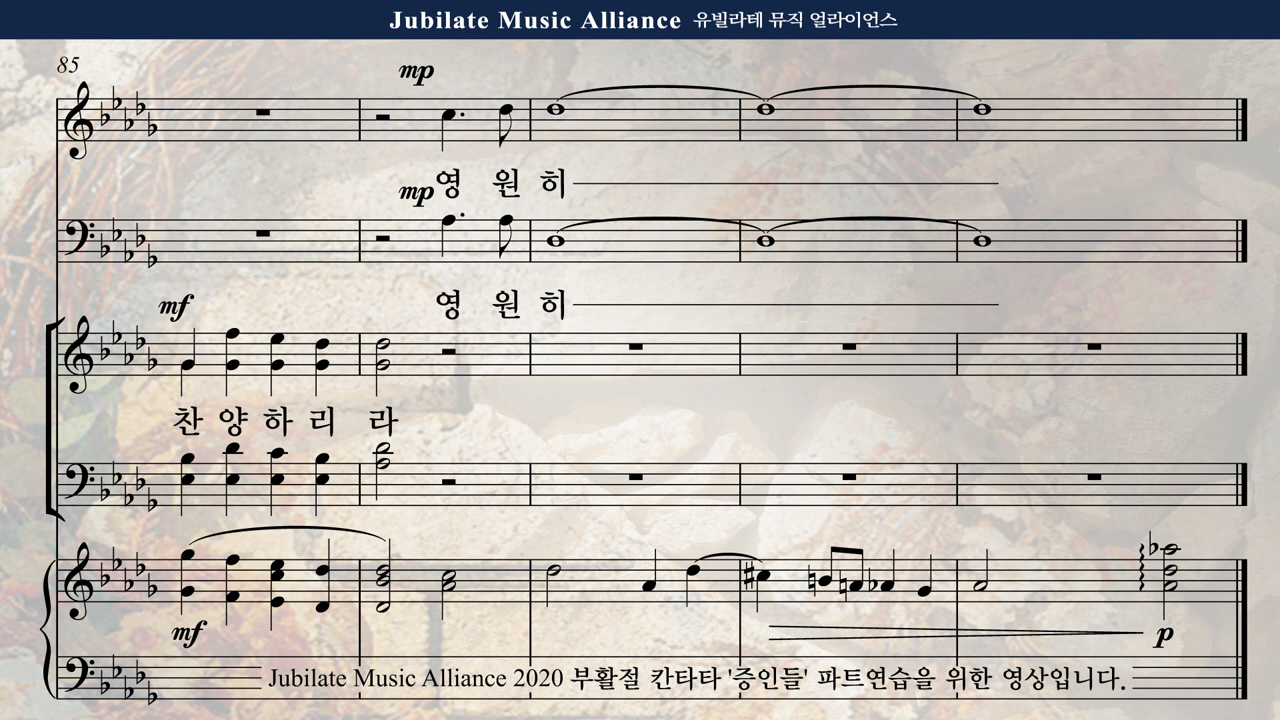 Jubilate Music Alliance 유빌라테 뮤직 얼라이언스
85
mp
영 원 히
mp
영 원 히
mf
찬 양 하 리 라
mf
p
Jubilate Music Alliance 2020 부활절 칸타타 '증인들' 파트연습을 위한 영상입니다.